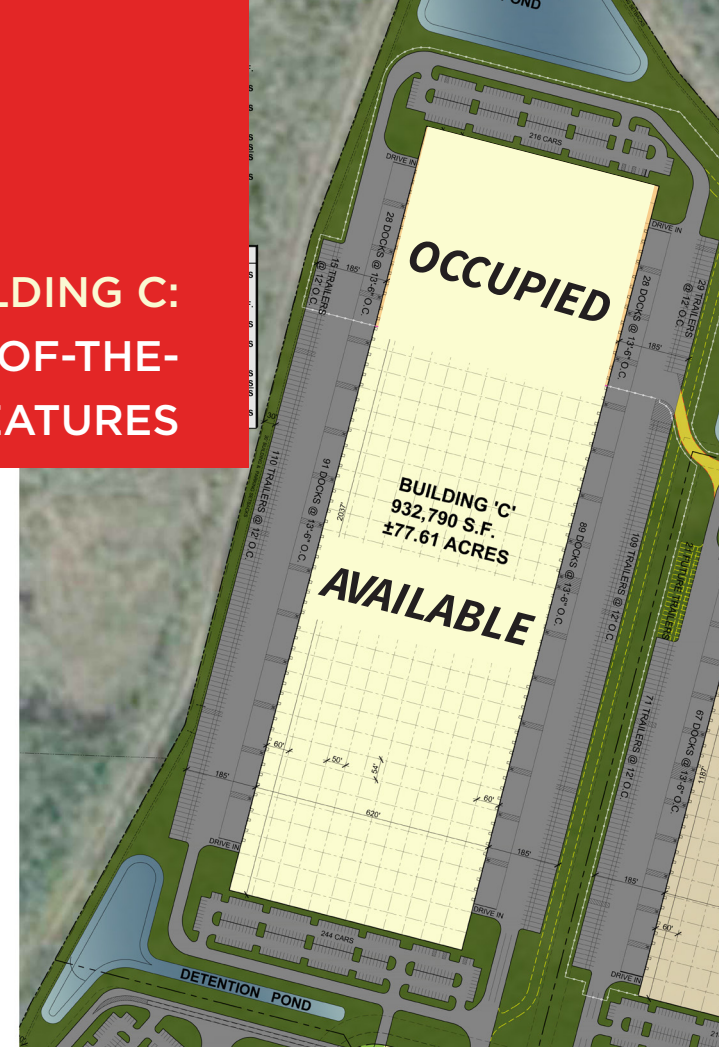 LDING C:
OF-THE-
EATURES
OND
216 CARS
DRIVE IN
DRIVE IN
28 DOCKS @ 13'-6" O.C.
15 TRAILERS
@ 12' O.C.
185'
OCCUPIED
28 DOCKS @ 13'-6" O.C.
29 TRAILERS
@ 12' O.C.
185'
110 TRAILERS @ 12' O.C.
91 DOCKS @ 13'-6" O.C.
2037'
BUILDING 'C'
932,790 S.F.
±77.61 ACRES
AVAILABLE
89 DOCKS @ 13'-6" O.C.
109 TRAILERS @ 12' O.C.
21 FUTURE TRAILERS
71 TRAILERS @ 12' O.C.
67 DOCKS @ 13'-6" O.C.
1187'
60'
50'
54'
60'
185'
620'
185'
185'
60'
DRIVE IN
DRIVE IN
DRIVE IN
244 CARS
DETENTION POND